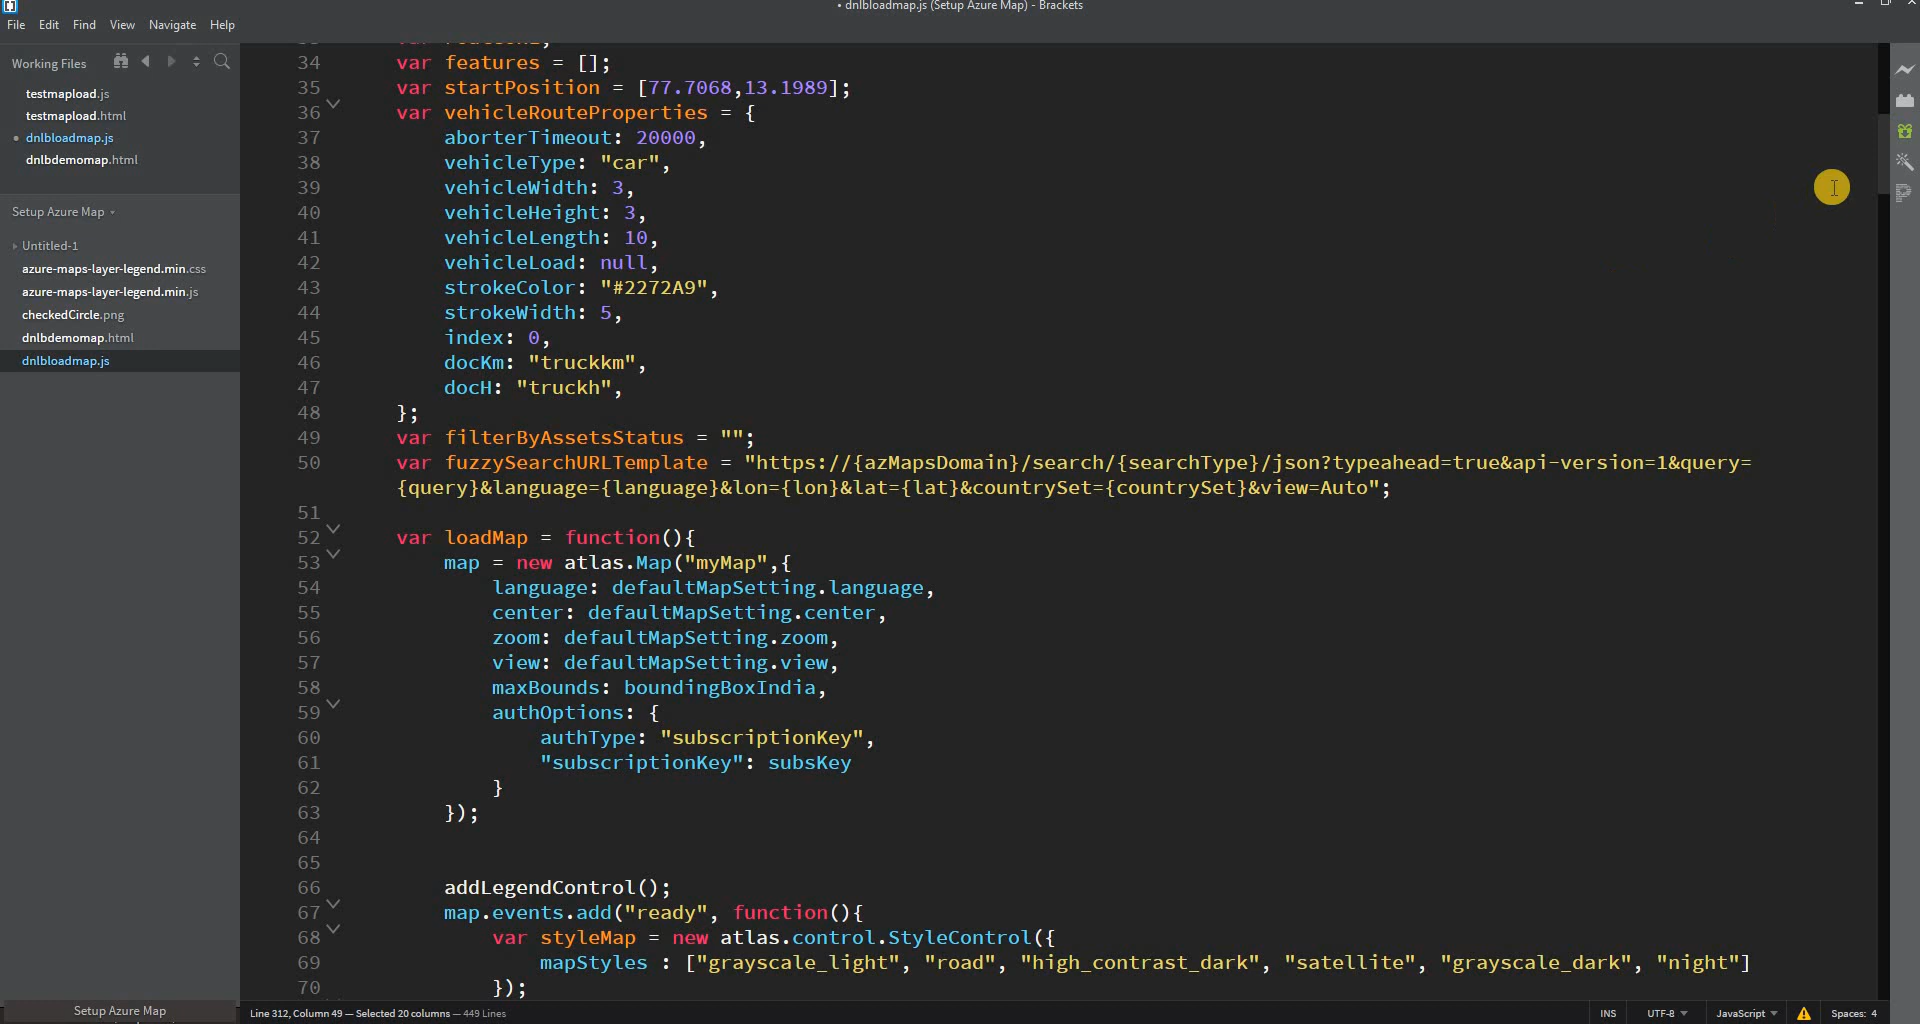 • dnlbloadmap.js (Setup Azure Map) - Brackets
File Edit Find View Navigate Help
Working Files
testmapload.js
testmapload.html
• dnlbloadmap.js
dnlbdemomap.html
Setup Azure Map
Untitled-1
azure-maps-layer-legend.min.css
azure-maps-layer-legend.min.js
checkedCircle.png
dnlbdemomap.html
dnlbloadmap.js
Setup Azure Map
34 var features = [];
35 var startPosition = [77.7068,13.1989];
36 var vehicleRouteProperties = {
37 aborterTimeout: 20000,
38 vehicleType: "car",
39 vehicleWidth: 3,
40 vehicleHeight: 3,
41 vehicleLength: 10,
42 vehicleLoad: null,
43 strokeColor: "#2272A9",
44 strokeWidth: 5,
45 index: 0,
46 docKm: "truckkm",
47 docH: "truckh",
48 };
49 var filterByAssetsStatus = "";
50 var fuzzySearchURLTemplate = "https://{azMapsDomain}/search/{searchType}/json?typeahead=true&api-version=1&query=
{query}&language={language}&lon={lon}&lat={lat}&countrySet={countrySet}&view=Auto";
51
52 var loadMap = function(){
53 map = new atlas.Map("myMap",{
54 language: defaultMapSetting.language,
55 center: defaultMapSetting.center,
56 zoom: defaultMapSetting.zoom,
57 view: defaultMapSetting.view,
58 maxBounds: boundingBoxIndia,
59 authOptions: {
60 authType: "subscriptionKey",
61 "subscriptionKey": subsKey
62 }
63 });
64
65
66 addLegendControl();
67 map.events.add("ready", function(){
68 var styleMap = new atlas.control.StyleControl({
69 mapStyles : ["grayscale_light", "road", "high_contrast_dark", "satellite", "grayscale_dark", "night"]
70 });
Line 312, Column 49 — Selected 20 columns — 449 Lines
INS UTF-8 JavaScript Spaces: 4